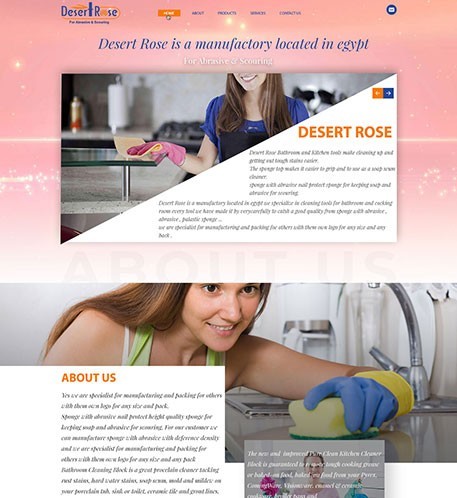 Desert Rose
For Abrasive & Scouring
HOME ABOUT PRODUCTS SERVICES CONTACT US
Desert Rose is a manufactory located in egypt
For Abrasive & Scouring
DESERT ROSE
Desert Rose Bathroom and Kitchen tools make cleaning up and
getting out tough stains easier.
The sponge top makes it easier to grip and to use as a soap scum
cleaner.
sponge with abrasive nail protect sponge for keeping soap and
abrasive for scouring.
Desert Rose is a manufactory located in egypt we specialize in cleaning tools for bathroom and cocking
room every tool we have made it by very carefully to catch a good quality from sponge with abrasive ,
abrasive , palastic sponge ...
we are specialist for manufacturing and packing for others with them own logo for any size and any
pack .
ABOUT US
ABOUT US
Yes we are specialist for manufacturing and packing for others
with them own logo for any size and pack.
Sponge with abrasive nail protect height quality sponge for
keeping soap and abrasive for scouring. For our customer we
can manufacture sponge with abrasive with deference density
and we are specialist for manufacturing and packing for
others with them own logo for any size and any pack
Bathroom Cleaning Block is a great porcelain cleaner tacking
rust stains, hard water stains, soap scum, mold and mildew on
your porcelain tub, sink or toilet, ceramic tile and grout lines,
The new and improved Pure Clean Kitchen Cleaner
Block is guaranteed to remove tough cooking grease
or baked-on food, baked on food from your Pyrex,
CorningWare, Visionware, enamel & ceramic
cookware, broiler pans and